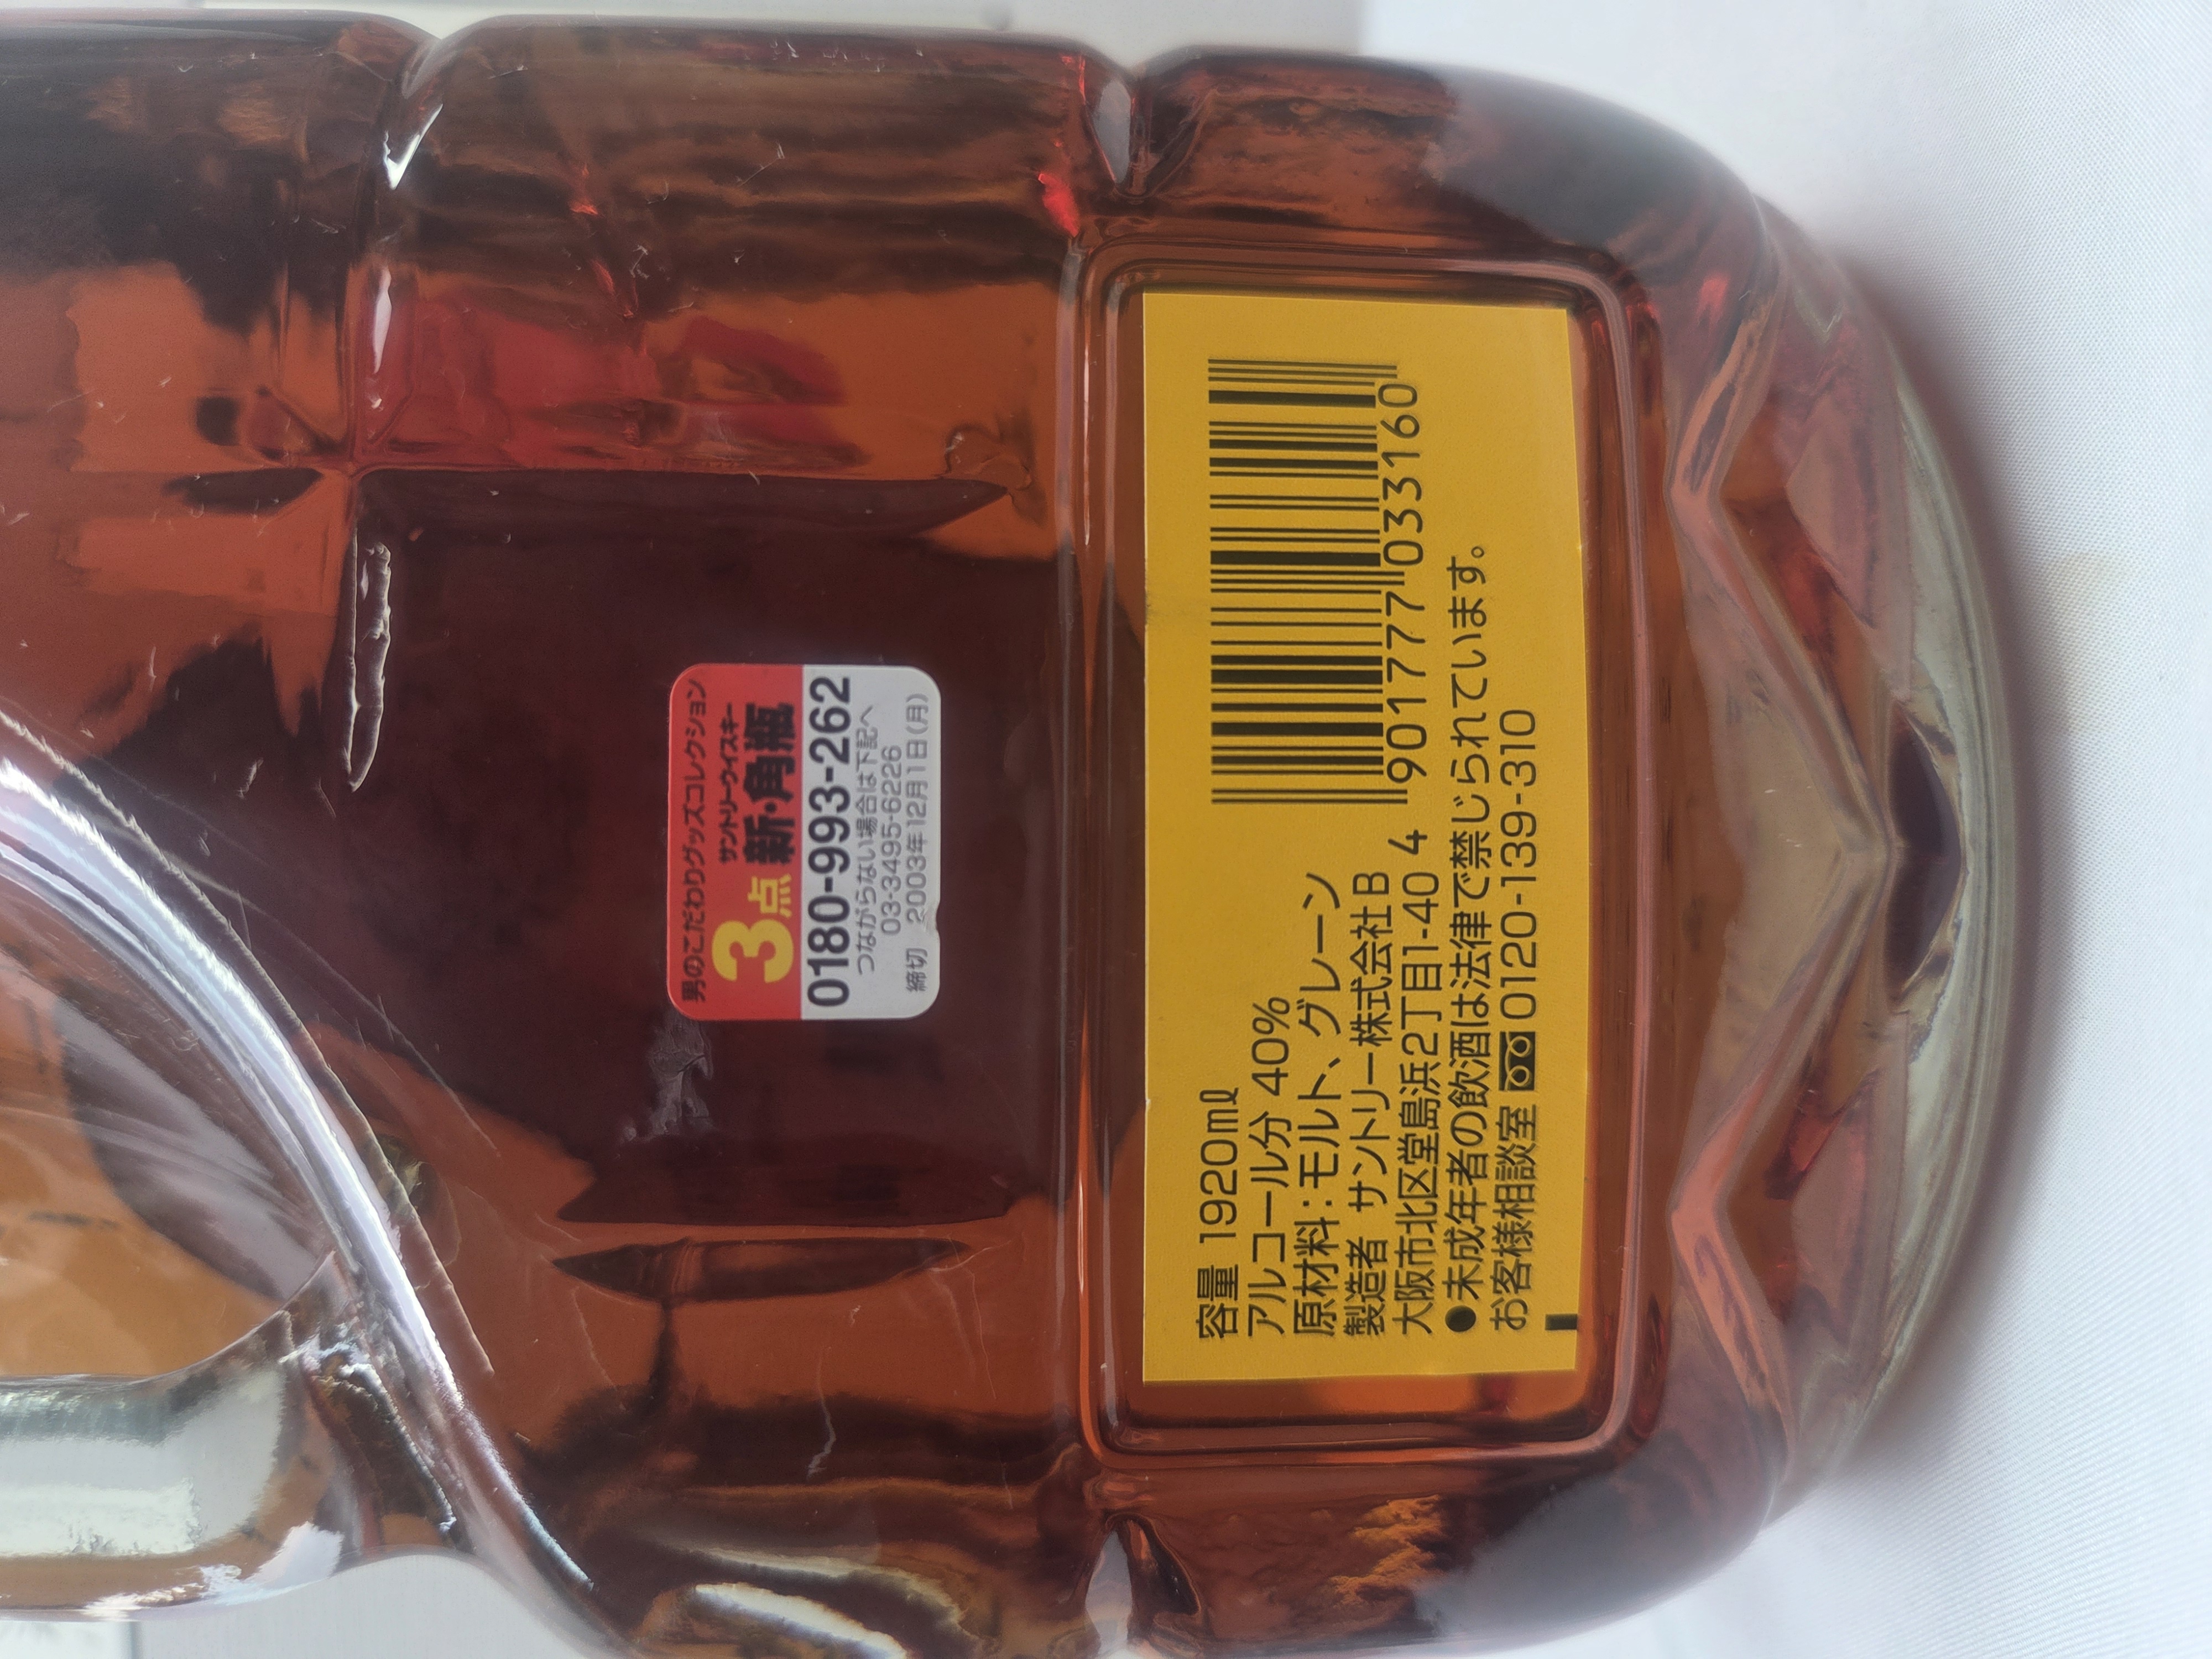 男のこだわりグッズコレクション
サントリーウイスキー
3点 新・角瓶
0180-993-262
つながらない場合は下記へ
03-3495-6226
締切 2003年12月1日(月)
容量 1920㎖
アルコール分 40%
原材料:モルト、グレーン
製造者 サントリー株式会社B
大阪市北区堂島浜2丁目1-40
4 901777 033160
●未成年者の飲酒は法律で禁じられています。
お客様相談室 0120-139-310